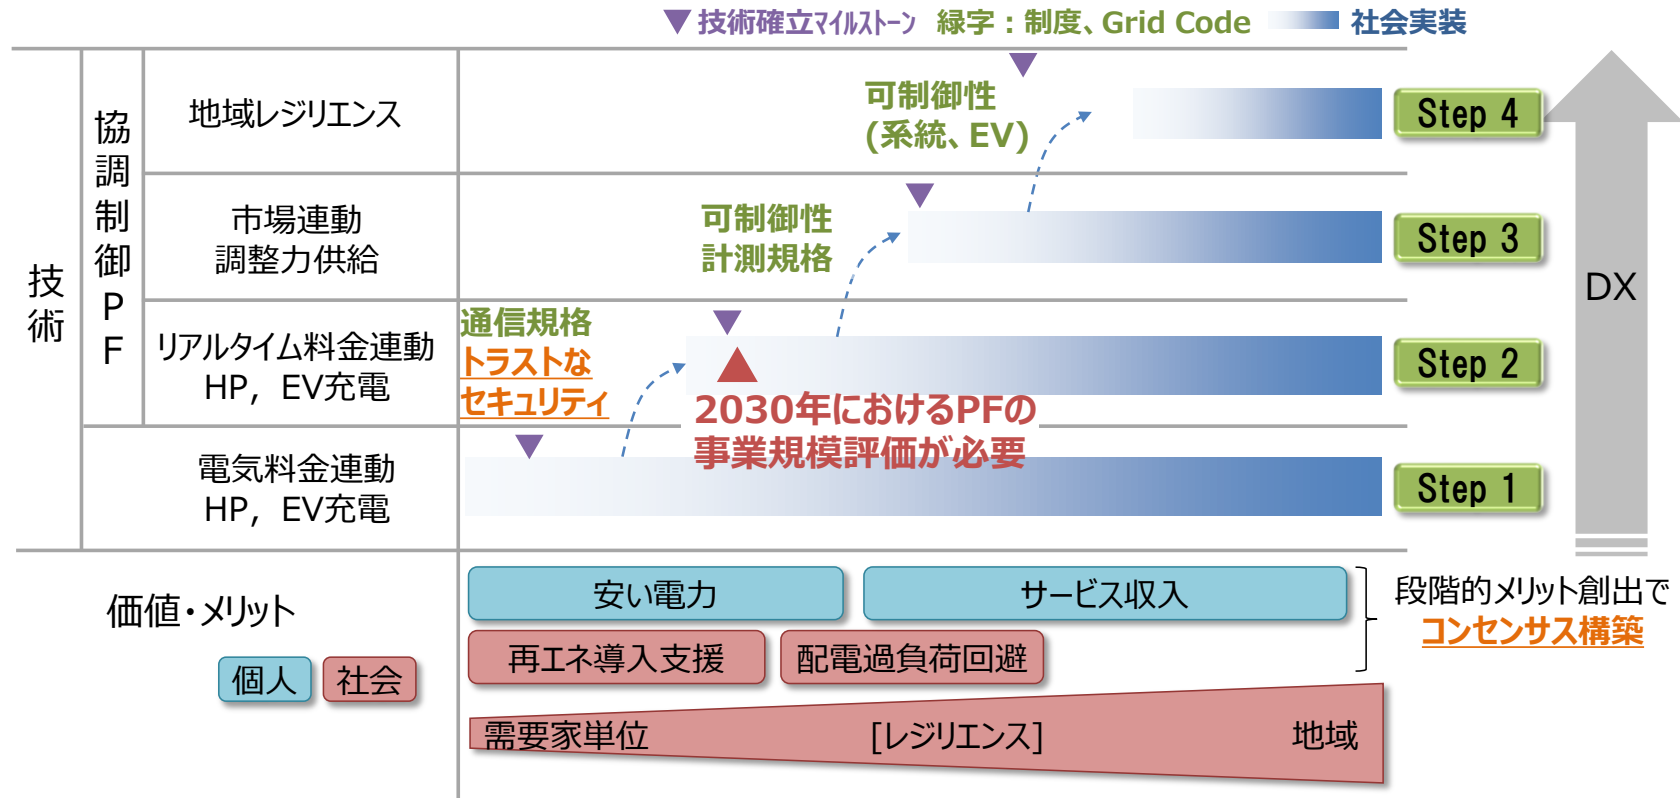 技術確立マイルストーン 緑字：制度、Grid Code 社会実装
技術
協調制御PF
地域レジリエンス
可制御性
(系統、EV)
Step 4
市場連動
調整力供給
可制御性
計測規格
Step 3
リアルタイム料金連動
HP，EV充電
通信規格
トラストな
セキュリティ
2030年におけるPFの
事業規模評価が必要
Step 2
電気料金連動
HP，EV充電
Step 1
DX
価値・メリット
個人 社会
安い電力 サービス収入
再エネ導入支援 配電過負荷回避
需要家単位 [レジリエンス] 地域
段階的メリット創出で
コンセンサス構築